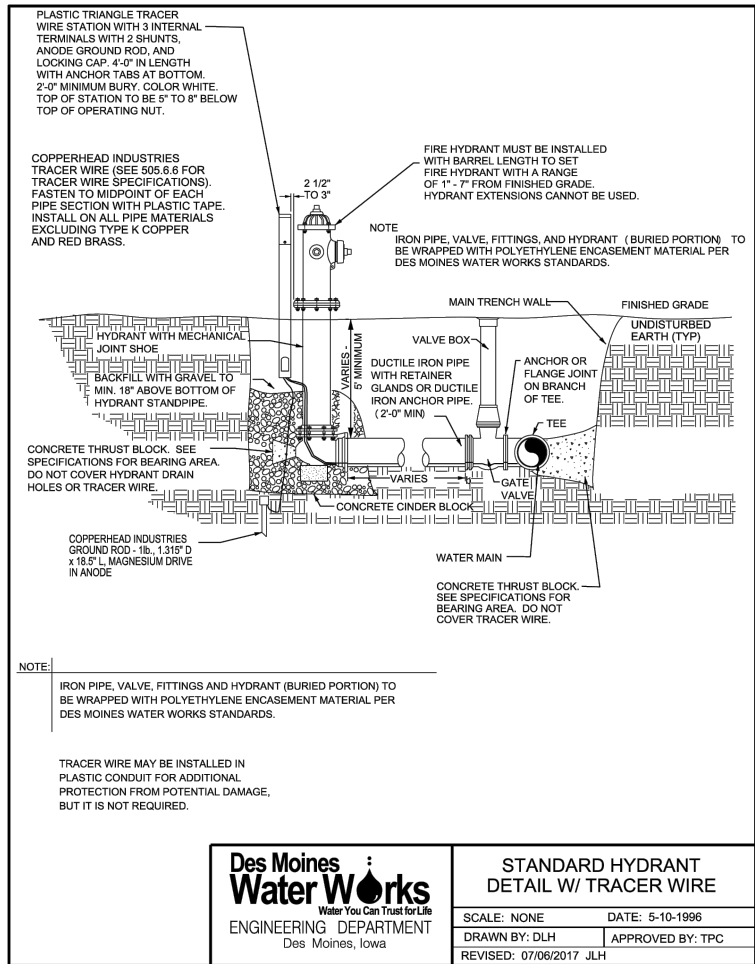 PLASTIC TRIANGLE TRACER
WIRE STATION WITH 3 INTERNAL
TERMINALS WITH 2 SHUNTS,
ANODE GROUND ROD, AND
LOCKING CAP. 4'-0" IN LENGTH
WITH ANCHOR TABS AT BOTTOM.
2'-0" MINIMUM BURY. COLOR WHITE.
TOP OF STATION TO BE 5" TO 8" BELOW
TOP OF OPERATING NUT.
COPPERHEAD INDUSTRIES
TRACER WIRE (SEE 505.6.6 FOR
TRACER WIRE SPECIFICATIONS).
FASTEN TO MIDPOINT OF EACH
PIPE SECTION WITH PLASTIC TAPE.
INSTALL ON ALL PIPE MATERIALS
EXCLUDING TYPE K COPPER
AND RED BRASS.
2 1/2"
TO 3"
FIRE HYDRANT MUST BE INSTALLED
WITH BARREL LENGTH TO SET
FIRE HYDRANT WITH A RANGE
OF 1" - 7" FROM FINISHED GRADE.
HYDRANT EXTENSIONS CANNOT BE USED.
NOTE
IRON PIPE, VALVE, FITTINGS, AND HYDRANT (BURIED PORTION) TO
BE WRAPPED WITH POLYETHYLENE ENCASEMENT MATERIAL PER
DES MOINES WATER WORKS STANDARDS.
MAIN TRENCH WALL
FINISHED GRADE
UNDISTURBED
EARTH (TYP)
HYDRANT WITH MECHANICAL
JOINT SHOE
VARIES -
5' MINIMUM
VALVE BOX
BACKFILL WITH GRAVEL TO
MIN. 18" ABOVE BOTTOM OF
HYDRANT STANDPIPE.
DUCTILE IRON PIPE
WITH RETAINER
GLANDS OR DUCTILE
IRON ANCHOR PIPE.
(2'-0" MIN)
ANCHOR OR
FLANGE JOINT
ON BRANCH
OF TEE.
TEE
CONCRETE THRUST BLOCK. SEE
SPECIFICATIONS FOR BEARING AREA.
DO NOT COVER HYDRANT DRAIN
HOLES OR TRACER WIRE.
VARIES
GATE
VALVE
CONCRETE CINDER BLOCK
COPPERHEAD INDUSTRIES
GROUND ROD - 1lb., 1.315" D
x 18.5" L, MAGNESIUM DRIVE
IN ANODE
WATER MAIN
CONCRETE THRUST BLOCK.
SEE SPECIFICATIONS FOR
BEARING AREA. DO NOT
COVER TRACER WIRE.
NOTE:
IRON PIPE, VALVE, FITTINGS AND HYDRANT (BURIED PORTION) TO
BE WRAPPED WITH POLYETHYLENE ENCASEMENT MATERIAL PER
DES MOINES WATER WORKS STANDARDS.
TRACER WIRE MAY BE INSTALLED IN
PLASTIC CONDUIT FOR ADDITIONAL
PROTECTION FROM POTENTIAL DAMAGE,
BUT IT IS NOT REQUIRED.
Des Moines
Water Works
Water You Can Trust for Life
ENGINEERING DEPARTMENT
Des Moines, Iowa
STANDARD HYDRANT
DETAIL W/ TRACER WIRE
SCALE: NONE
DATE: 5-10-1996
DRAWN BY: DLH
APPROVED BY: TPC
REVISED: 07/06/2017 JLH